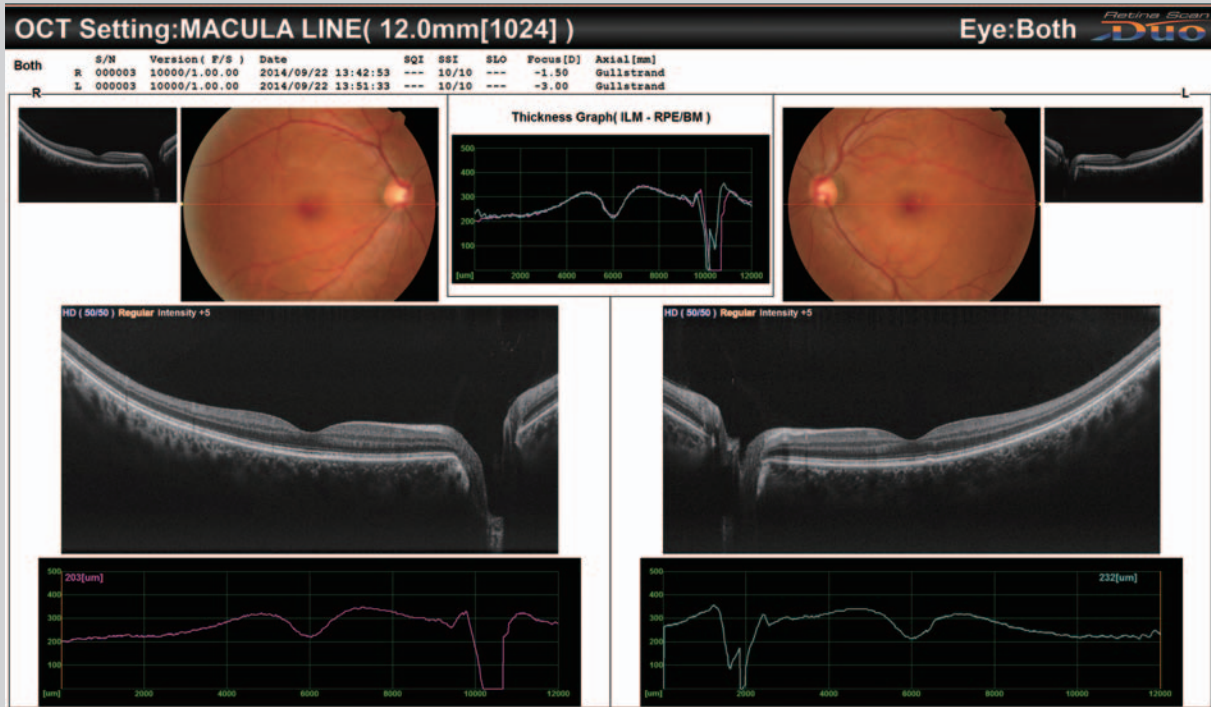 OCT Setting:MACULA LINE( 12.0mm[1024] ) Eye:Both Retina Scan Duo
Both S/N Version( F/S ) Date SQI SSI SLO Focus[D] Axial[mm]
R 000003 10000/1.00.00 2014/09/22 13:42:53 --- 10/10 --- -1.50 Gullstrand
L 000003 10000/1.00.00 2014/09/22 13:51:33 --- 10/10 --- -3.00 Gullstrand
R L
Thickness Graph( ILM - RPE/BM )
500
400
300
200
100
[um] 2000 4000 6000 8000 10000 12000
HD ( 50/50 ) Regular Intensity +5
HD ( 50/50 ) Regular Intensity +5
500 203[um]
400
300
200
100
[um] 2000 4000 6000 8000 10000 12000
500 232[um]
400
300
200
100
[um] 2000 4000 6000 8000 10000 12000